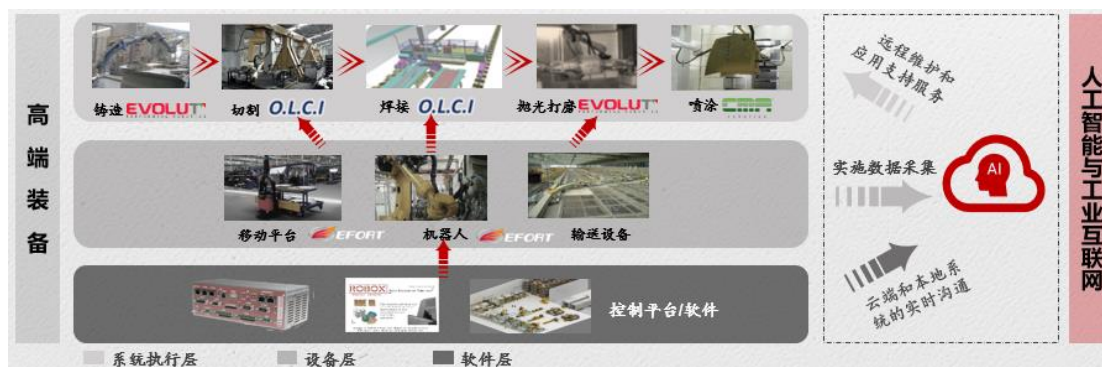 高端装备
铸造 EVOLUT
切割 O.L.C.I
焊接 O.L.C.I
抛光打磨 EVOLUT
喷涂 CMA
移动平台 EFORT
机器人 EFORT
输送设备
ROBOX
控制平台/软件
系统执行层
设备层
软件层
远程维护和
应用支持服务
实施数据采集
AI
云端和本地系
统的实时沟通
人工智能与工业互联网